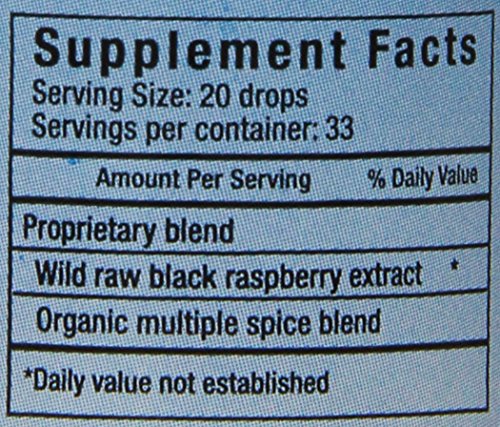 Supplement Facts
Serving Size: 20 drops
Servings per container: 33
Amount Per Serving % Daily Value
Proprietary blend
Wild raw black raspberry extract *
Organic multiple spice blend
*Daily value not established